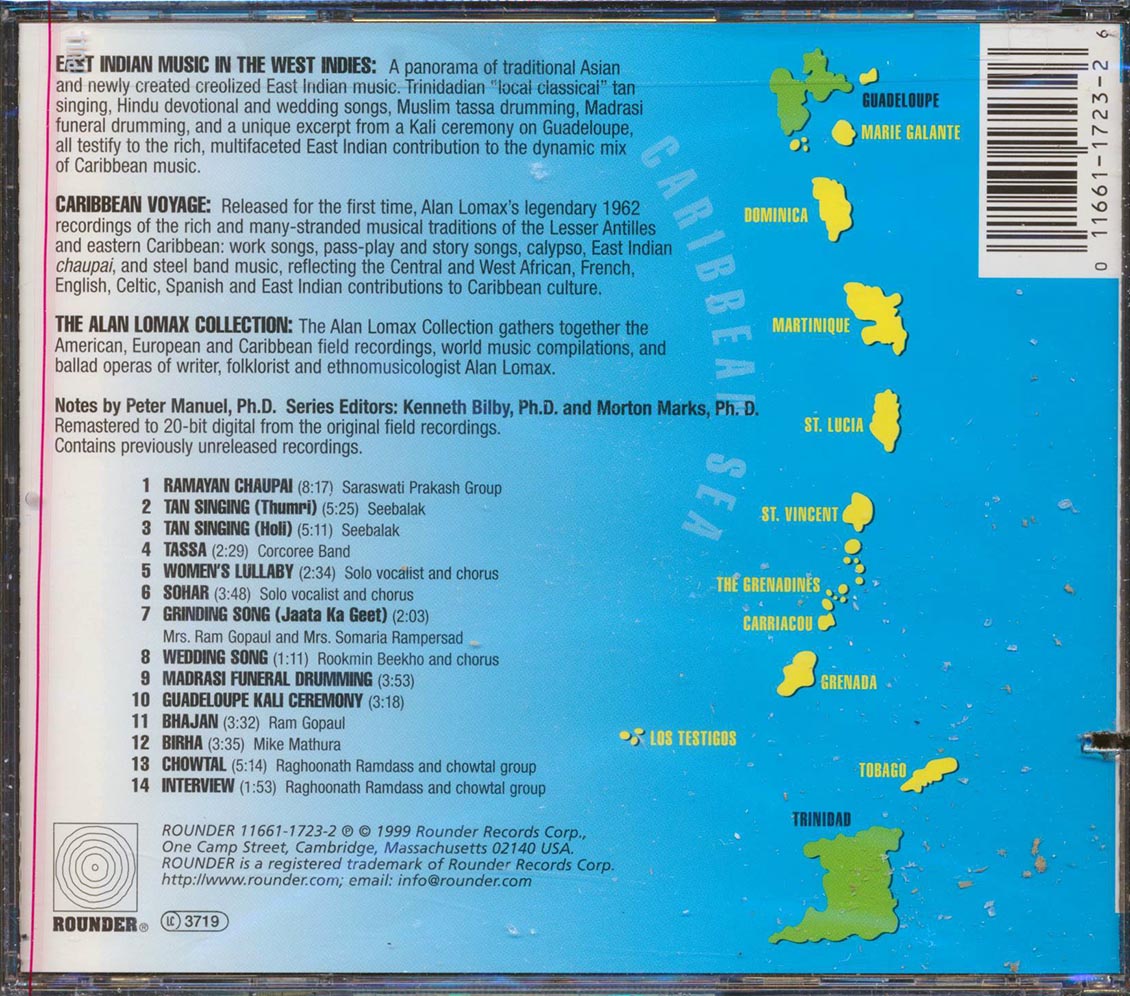 EAST INDIAN MUSIC IN THE WEST INDIES: A panorama of traditional Asian
and newly created creolized East Indian music. Trinidadian "local classical" tan
singing, Hindu devotional and wedding songs, Muslim tassa drumming, Madrasi
funeral drumming, and a unique excerpt from a Kali ceremony on Guadeloupe,
all testify to the rich, multifaceted East Indian contribution to the dynamic mix
of Caribbean music.
CARIBBEAN VOYAGE: Released for the first time, Alan Lomax's legendary 1962
recordings of the rich and many-stranded musical traditions of the Lesser Antilles
and eastern Caribbean: work songs, pass-play and story songs, calypso, East Indian
chaupai, and steel band music, reflecting the Central and West African, French,
English, Celtic, Spanish and East Indian contributions to Caribbean culture.
THE ALAN LOMAX COLLECTION: The Alan Lomax Collection gathers together the
American, European and Caribbean field recordings, world music compilations, and
ballad operas of writer, folklorist and ethnomusicologist Alan Lomax.
Notes by Peter Manuel, Ph.D. Series Editors: Kenneth Bilby, Ph.D. and Morton Marks, Ph. D.
Remastered to 20-bit digital from the original field recordings.
Contains previously unreleased recordings.
1 RAMAYAN CHAUPAI (8:17) Saraswati Prakash Group
2 TAN SINGING (Thumri) (5:25) Seebalak
3 TAN SINGING (Holi) (5:11) Seebalak
4 TASSA (2:29) Corcoree Band
5 WOMEN'S LULLABY (2:34) Solo vocalist and chorus
6 SOHAR (3:48) Solo vocalist and chorus
7 GRINDING SONG (Jaata Ka Geet) (2:03)
Mrs. Ram Gopaul and Mrs. Somaria Rampersad
8 WEDDING SONG (1:11) Rookmin Beekho and chorus
9 MADRASI FUNERAL DRUMMING (3:53)
10 GUADELOUPE KALI CEREMONY (3:18)
11 BHAJAN (3:32) Ram Gopaul
12 BIRHA (3:35) Mike Mathura
13 CHOWTAL (5:14) Raghoonath Ramdass and chowtal group
14 INTERVIEW (1:53) Raghoonath Ramdass and chowtal group
ROUNDER 11661-1723-2 ℗ © 1999 Rounder Records Corp.,
One Camp Street, Cambridge, Massachusetts 02140 USA.
ROUNDER is a registered trademark of Rounder Records Corp.
http://www.rounder.com; email: info@rounder.com
ROUNDER®
LC 3719
CARIBBEAN SEA
GUADELOUPE
MARIE GALANTE
DOMINICA
MARTINIQUE
ST. LUCIA
ST. VINCENT
THE GRENADINES
CARRIACOU
GRENADA
LOS TESTIGOS
TOBAGO
TRINIDAD
0 11661-1723-2 6